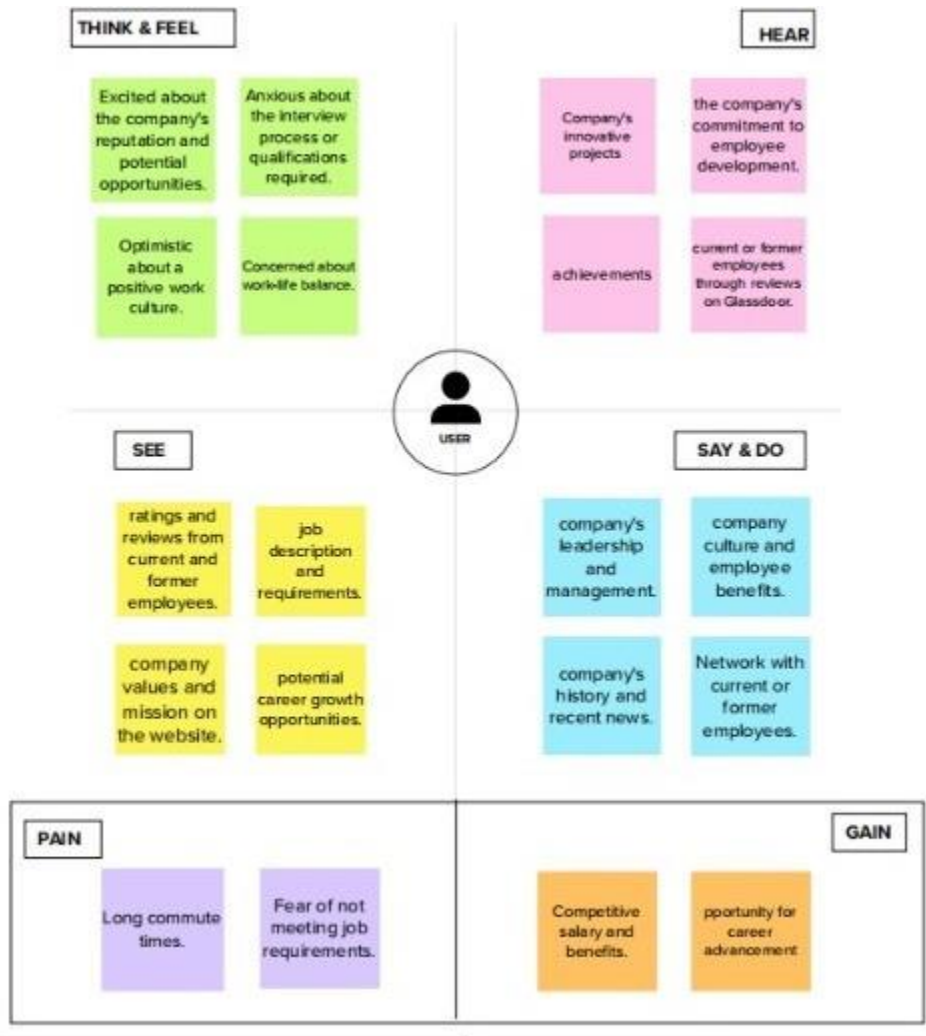 THINK & FEEL
HEAR
Excited about
the company's
reputation and
potential
opportunities.
Anxious about
the interview
process or
qualifications
required.
Company's
innovative
projects
the company's
commitment to
employee
development.
Optimistic
about a
positive work
culture.
Concerned about
work-life balance.
achievements
current or former
employees
through reviews
on Glassdoor.
USER
SEE
SAY & DO
ratings and
reviews from
current and
former
employees.
job
description
and
requirements.
company's
leadership
and
management.
company
culture and
employee
benefits.
company
values and
mission on
the website.
potential
career growth
opportunities.
company's
history and
recent news.
Network with
current or
former
employees.
PAIN
GAIN
Long commute
times.
Fear of not
meeting job
requirements.
Competitive
salary and
benefits.
pportunity for
career
advancement